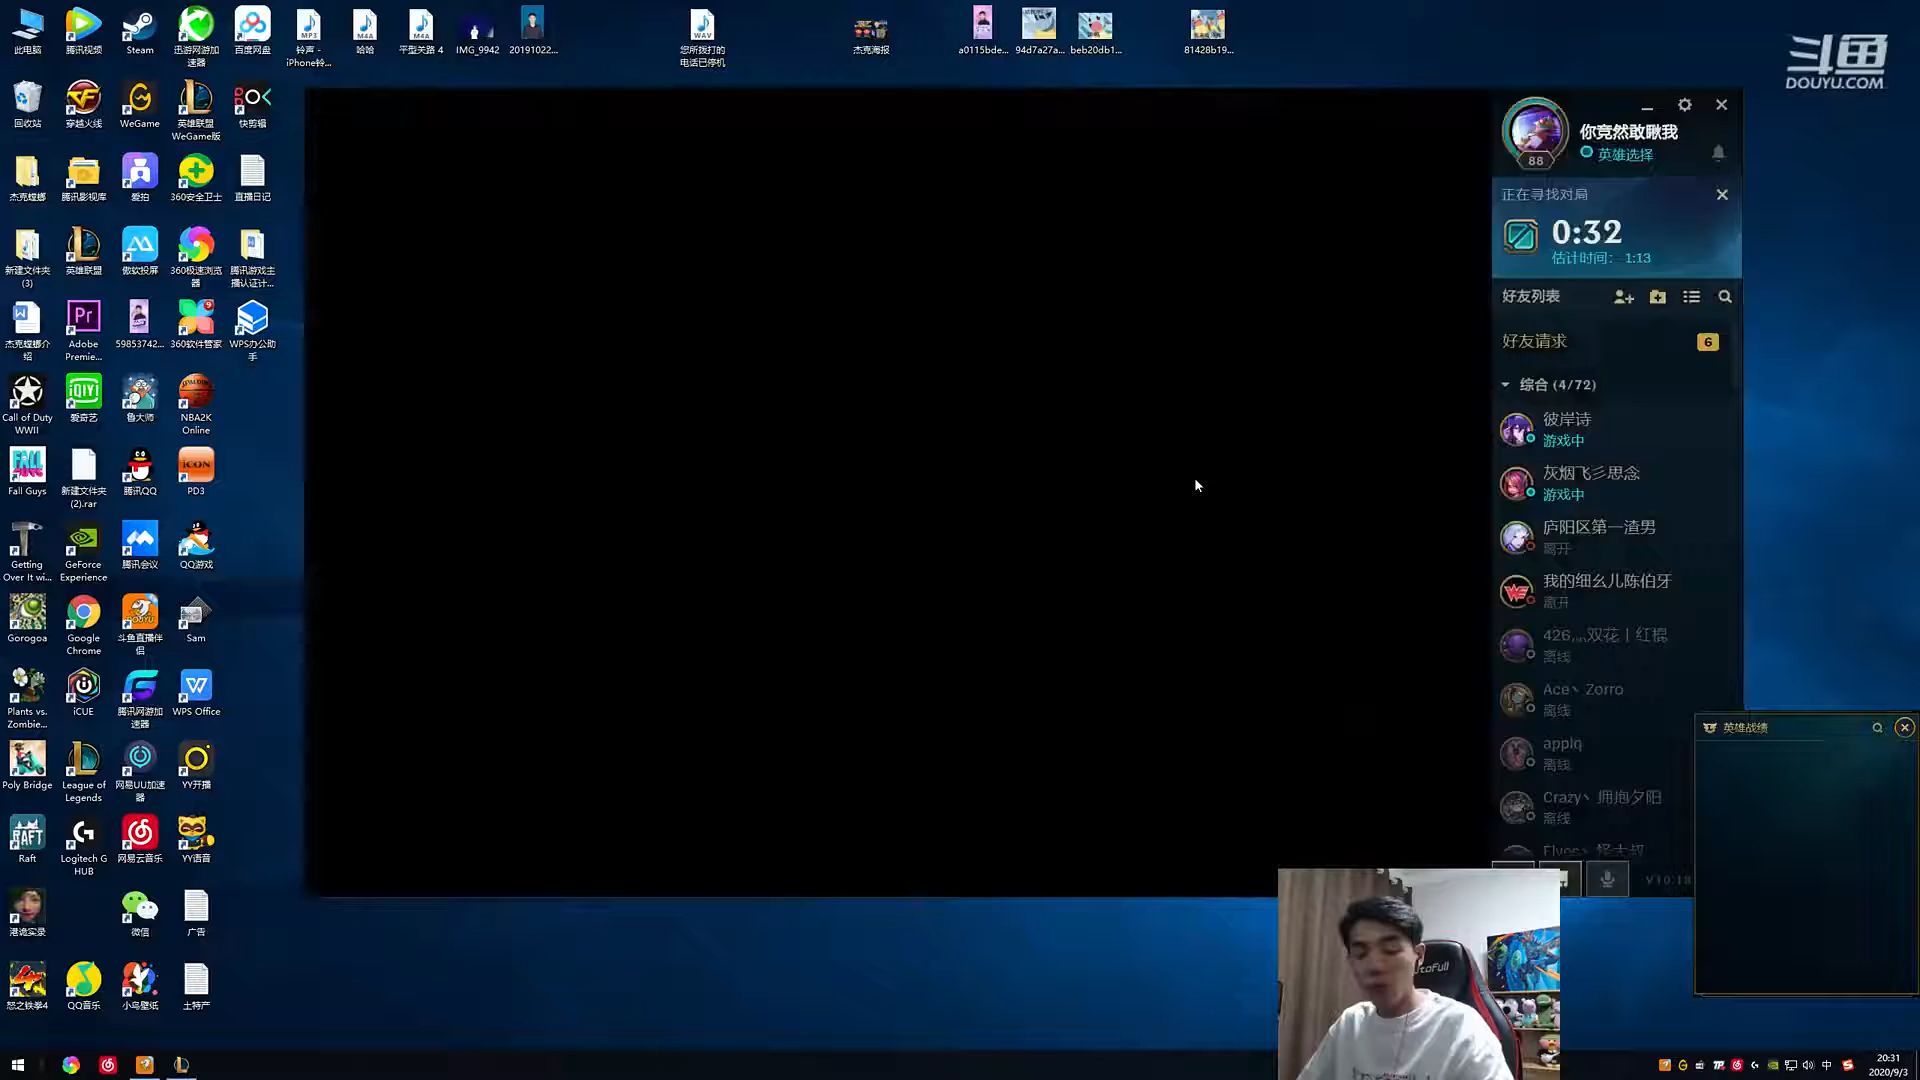 此电脑
腾讯视频
Steam
迅游网游加
速器
百度网盘
铃声 -
iPhone铃...
哈哈
平型关路 4
IMG_9942
20191022...
您所拨打的
电话已停机
杰克海报
a0115bde...
94d7a27a...
beb20db1...
81428b19...
斗鱼
DOUYU.COM
回收站
穿越火线
WeGame
英雄联盟
WeGame版
快剪辑
杰克螳螂
腾讯影视库
爱拍
360安全卫士
直播日记
新建文件夹
(3)
英雄联盟
傲软投屏
360极速浏览
器
腾讯游戏主
播认证计...
杰克螳螂介
绍
Adobe
Premie...
59853742...
360软件管家
WPS办公助
手
Call of Duty
WWII
爱奇艺
鲁大师
NBA2K
Online
Fall Guys
新建文件夹
(2).rar
腾讯QQ
PD3
Getting
Over It wi...
GeForce
Experience
腾讯会议
QQ游戏
Gorogoa
Google
Chrome
斗鱼直播伴
侣
Sam
Plants vs.
Zombie...
iCUE
腾讯网游加
速器
WPS Office
Poly Bridge
League of
Legends
网易UU加速
器
YY开播
Raft
Logitech G
HUB
网易云音乐
YY语音
港诡实录
微信
广告
怒之铁拳4
QQ音乐
小鸟壁纸
土特产
88
你竟然敢瞅我
英雄选择
正在寻找对局
0:32
估计时间: 1:13
好友列表
好友请求
6
综合 (4/72)
彼岸诗
游戏中
灰烟飞彡思念
游戏中
庐阳区第一渣男
离开
我的细幺儿陈伯牙
离开
426灬双花丨红棍
离线
Ace丶Zorro
离线
applq
离线
Crazy丶拥抱夕阳
离线
V10.18
英雄战绩
AutoFull
中
20:31
2020/9/3